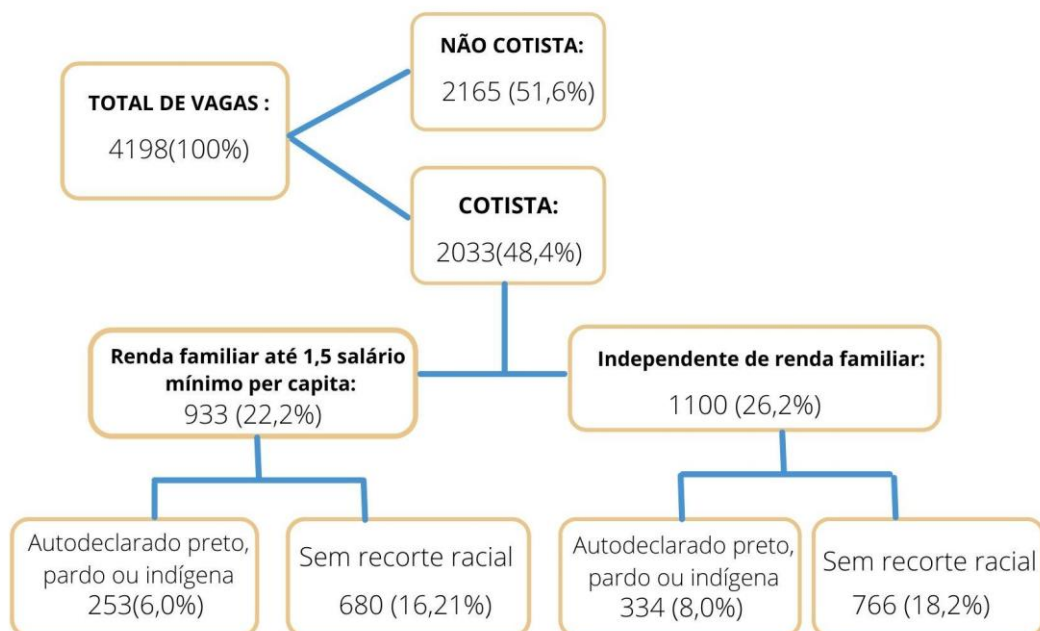 TOTAL DE VAGAS :
4198(100%)
NÃO COTISTA:
2165 (51,6%)
COTISTA:
2033(48,4%)
Renda familiar até 1,5 salário
mínimo per capita:
933 (22,2%)
Independente de renda familiar:
1100 (26,2%)
Autodeclarado preto,
pardo ou indígena
253(6,0%)
Sem recorte racial
680 (16,21%)
Autodeclarado preto,
pardo ou indígena
334 (8,0%)
Sem recorte racial
766 (18,2%)